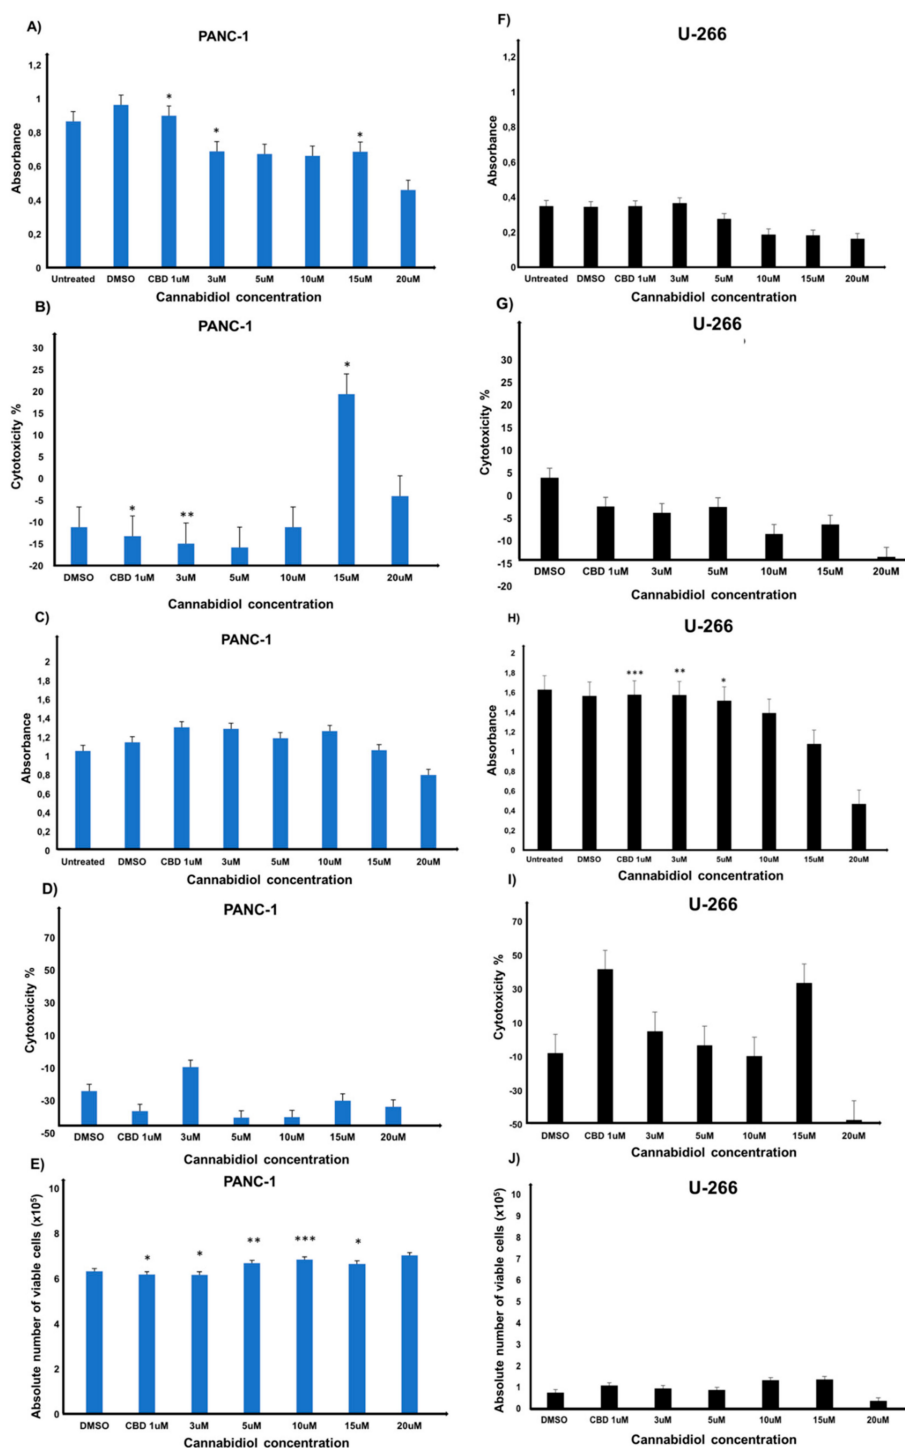 A)
PANC-1
1,2
1
0,8
0,6
0,4
0,2
0
Absorbance
*
*
*
Untreated DMSO CBD 1uM 3uM 5uM 10uM 15uM 20uM
Cannabidiol concentration
B)
PANC-1
30
25
20
15
10
5
0
-5
-10
-15
-20
Cytotoxicity %
*
**
*
DMSO CBD 1uM 3uM 5uM 10uM 15uM 20uM
Cannabidiol concentration
C)
PANC-1
2
1,8
1,6
1,4
1,2
1
0,8
0,6
0,4
0,2
0
Absorbance
Untreated DMSO CBD 1uM 3uM 5uM 10uM 15uM 20uM
Cannabidiol concentration
D)
PANC-1
70
50
30
10
-10
-30
-50
Cytotoxicity %
DMSO CBD 1uM 3uM 5uM 10uM 15uM 20uM
Cannabidiol concentration
E)
PANC-1
10
8
6
4
2
0
Absolute number of viable cells (x10⁵)
*
*
**
***
*
DMSO CBD 1uM 3uM 5uM 10uM 15uM 20uM
Cannabidiol concentration
F)
U-266
1,2
1
0,8
0,6
0,4
0,2
0
Absorbance
Untreated DMSO CBD 1uM 3uM 5uM 10uM 15uM 20uM
Cannabidiol concentration
G)
U-266
30
25
20
15
10
5
0
-5
-10
-15
-20
Cytotoxicity %
DMSO CBD 1uM 3uM 5uM 10uM 15uM 20uM
Cannabidiol concentration
H)
U-266
2
1,8
1,6
1,4
1,2
1
0,8
0,6
0,4
0,2
0
Absorbance
***
**
*
Untreated DMSO CBD 1uM 3uM 5uM 10uM 15uM 20uM
Cannabidiol concentration
I)
U-266
70
50
30
10
-10
-30
-50
Cytotoxicity %
DMSO CBD 1uM 3uM 5uM 10uM 15uM 20uM
Cannabidiol concentration
J)
U-266
10
9
8
7
6
5
4
3
2
1
0
Absolute number of viable cells (x10⁵)
DMSO CBD 1uM 3uM 5uM 10uM 15uM 20uM
Cannabidiol concentration